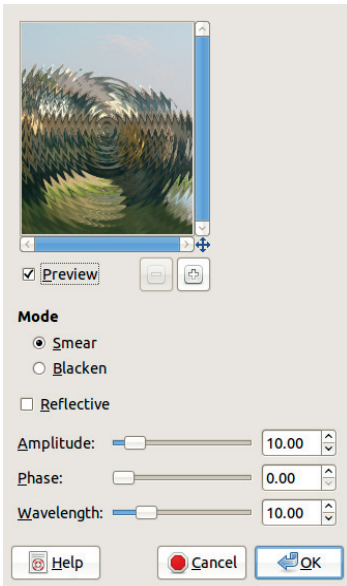 Preview
Mode
Smear
Blacken
Reflective
Amplitude: 10.00
Phase: 0.00
Wavelength: 10.00
Help Cancel OK